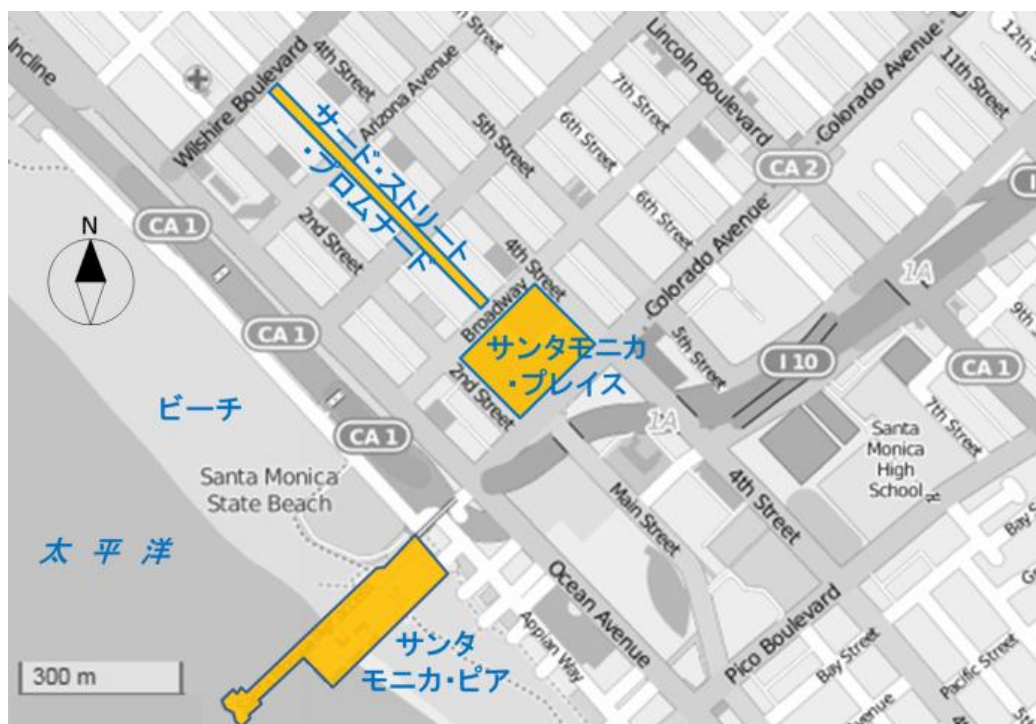 Incline
Wilshire Boulevard
4th Street
Arizona Avenue
5th Street
6th Street
7th Street
Lincoln Boulevard
Colorado Avenue
11th Street
12th Street
サード・ストリート
・プロムナード
2nd Street
CA 2
6th Street
CA 1
N
4th Street
Colorado Avenue
1A
Broadway
サンタモニカ
・プレイス
5th Street
I 10
9th
CA 1
CA 1
2nd Street
ビーチ
CA 1
1A
7th Street
Santa
Monica
High
School
Santa Monica
State Beach
4th Street
Main Street
Bay
太平洋
Ocean Avenue
Appian Way
Pico Boulevard
Bay Street
Pacific Street
サンタ
モニカ・ピア
300 m